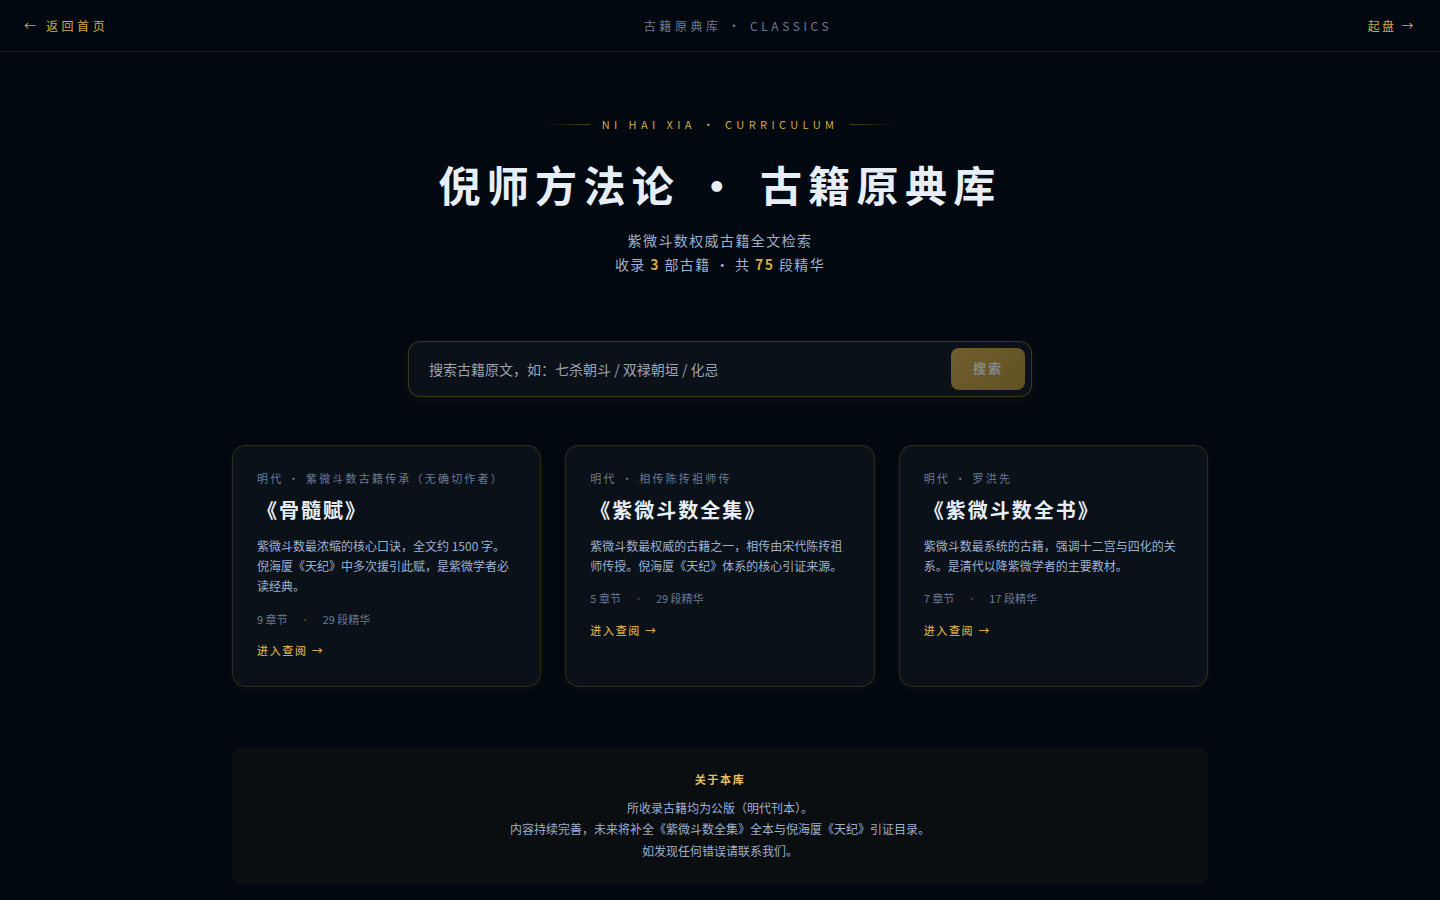 ← 返回首页
古籍原典库 · CLASSICS
起盘 →
NI HAI XIA · CURRICULUM
倪师方法论 · 古籍原典库
紫微斗数权威古籍全文检索
收录 3 部古籍 · 共 75 段精华
搜索古籍原文，如：七杀朝斗 / 双禄朝垣 / 化忌
搜索
明代 · 紫微斗数古籍传承（无确切作者）
《骨髓赋》
紫微斗数最浓缩的核心口诀，全文约 1500 字。
倪海厦《天纪》中多次援引此赋，是紫微学者必
读经典。
9 章节 · 29 段精华
进入查阅 →
明代 · 相传陈抟祖师传
《紫微斗数全集》
紫微斗数最权威的古籍之一，相传由宋代陈抟祖
师传授。倪海厦《天纪》体系的核心引证来源。
5 章节 · 29 段精华
进入查阅 →
明代 · 罗洪先
《紫微斗数全书》
紫微斗数最系统的古籍，强调十二宫与四化的关
系。是清代以降紫微学者的主要教材。
7 章节 · 17 段精华
进入查阅 →
关于本库
所收录古籍均为公版（明代刊本）。
内容持续完善，未来将补全《紫微斗数全集》全本与倪海厦《天纪》引证目录。
如发现任何错误请联系我们。